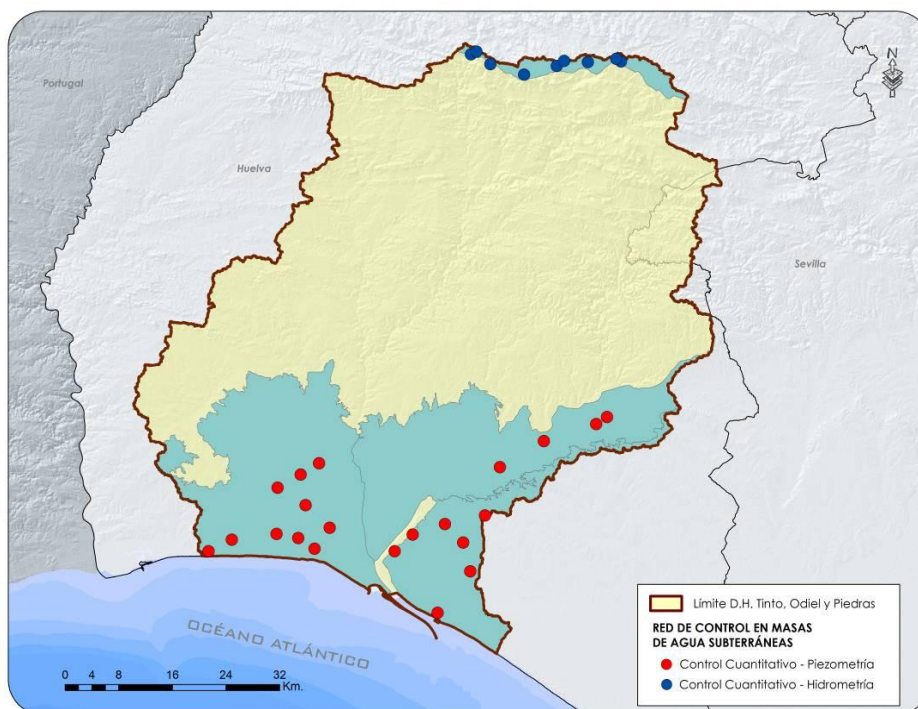 Portugal
N
Huelva
Sevilla
OCÉANO ATLÁNTICO
0 4 8 16 24 32
Km.
Límite D.H. Tinto, Odiel y Piedras
RED DE CONTROL EN MASAS
DE AGUA SUBTERRÁNEAS
Control Cuantitativo - Piezometría
Control Cuantitativo - Hidrometría